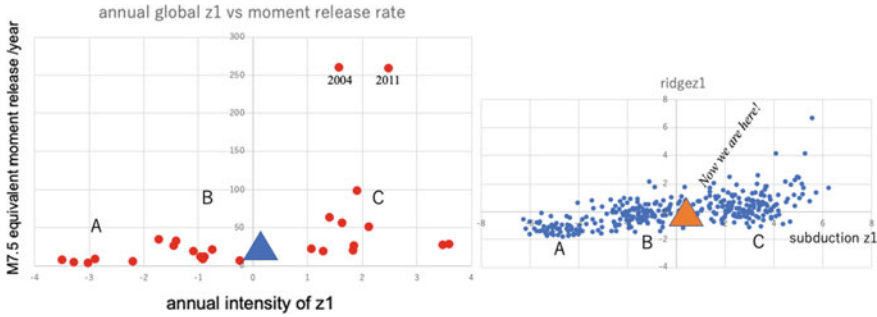 annual global z1 vs moment release rate
M7.5 equivalent moment release /year
300
250
200
150
100
50
2004
2011
A
B
C
-4
-3
-2
-1
0
1
2
3
4
annual intensity of z1
ridgez1
8
6
4
2
-2
-4
-8
8
Now we are here!
A
B
C
subduction z1